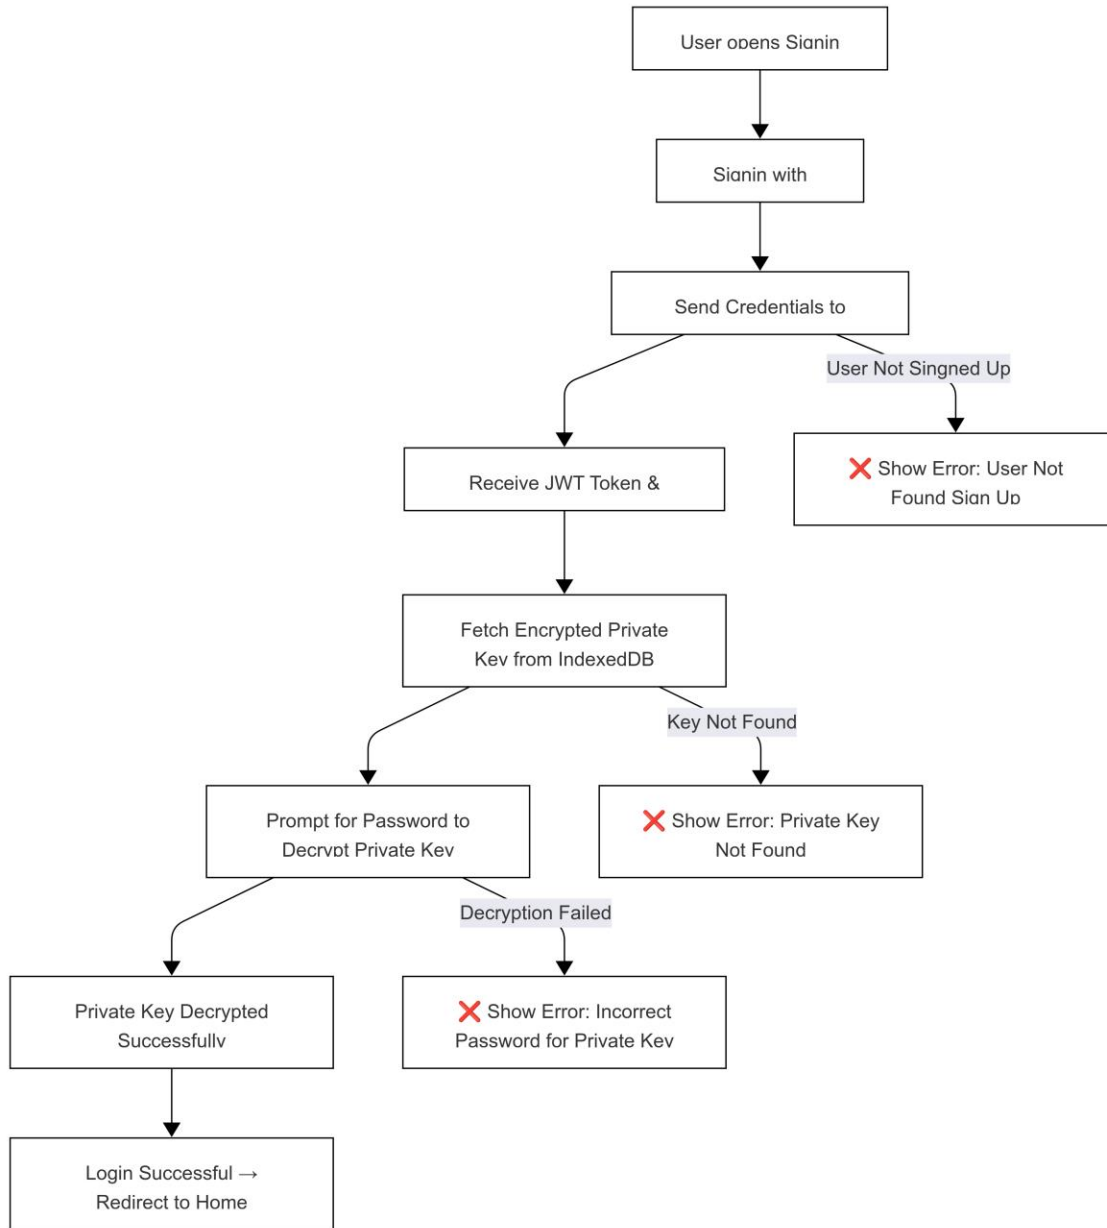 User opens Signin
Signin with
Send Credentials to
User Not Singned Up
Receive JWT Token &
❌ Show Error: User Not
Found Sign Up
Fetch Encrypted Private
Key from IndexedDB
Key Not Found
Prompt for Password to
Decrypt Private Key
❌ Show Error: Private Key
Not Found
Decryption Failed
Private Key Decrypted
Successfully
❌ Show Error: Incorrect
Password for Private Key
Login Successful →
Redirect to Home